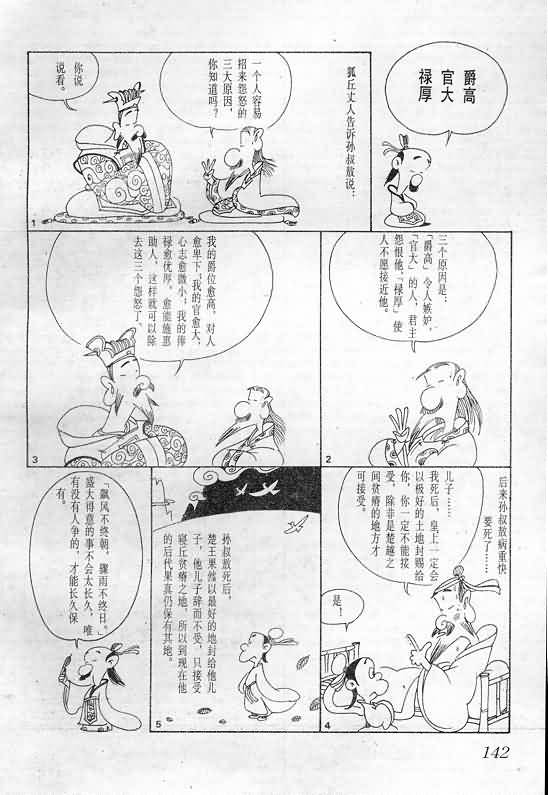 爵高
官大
禄厚
狐丘丈人告诉孙叔敖说：
一个人容易
招来怨怒的
三大原因，
你知道吗？
你说
说看。
1
三个原因是：
「爵高」令人嫉妒，
「官大」的人，君主
怨恨他，「禄厚」使
人不愿接近他。
2
我的爵位愈高，对人
愈卑下，我的官愈大，
心志愈微小，我的俸
禄愈优厚，愈能施惠
助人，这样就可以除
去这三个怨怒了。
3
后来孙叔敖病重快
要死了……
儿子……
我死后，皇上一定会
以极好的土地封赐给
你，你一定不能接
受，除非是楚越之
间贫瘠的地方才
可接受。
是！
4
孙叔敖死后，
楚王果然以最好的地封给他儿
子，他儿子辞而不受，只接受
寝丘贫瘠之地，所以到现在他
的后代果真仍保有其地。
5
「飘风不终朝，骤雨不终日。」
盛大得意的事不会太长久，唯
有没有人争的，才能长久保
有。
142